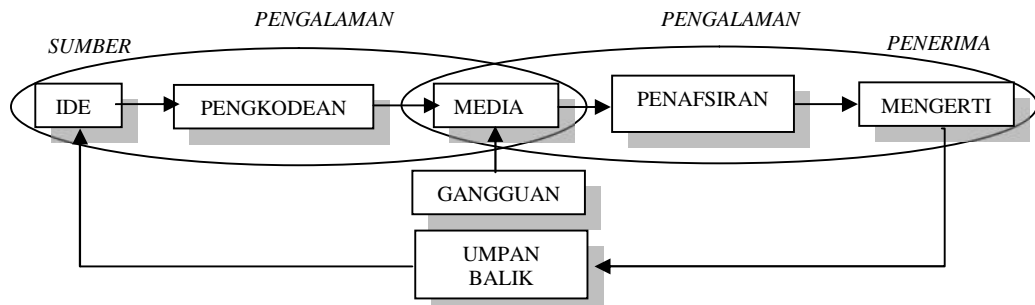 PENGALAMAN
PENGALAMAN
SUMBER
PENERIMA
IDE
PENGKODEAN
MEDIA
PENAFSIRAN
MENGERTI
GANGGUAN
UMPAN
BALIK